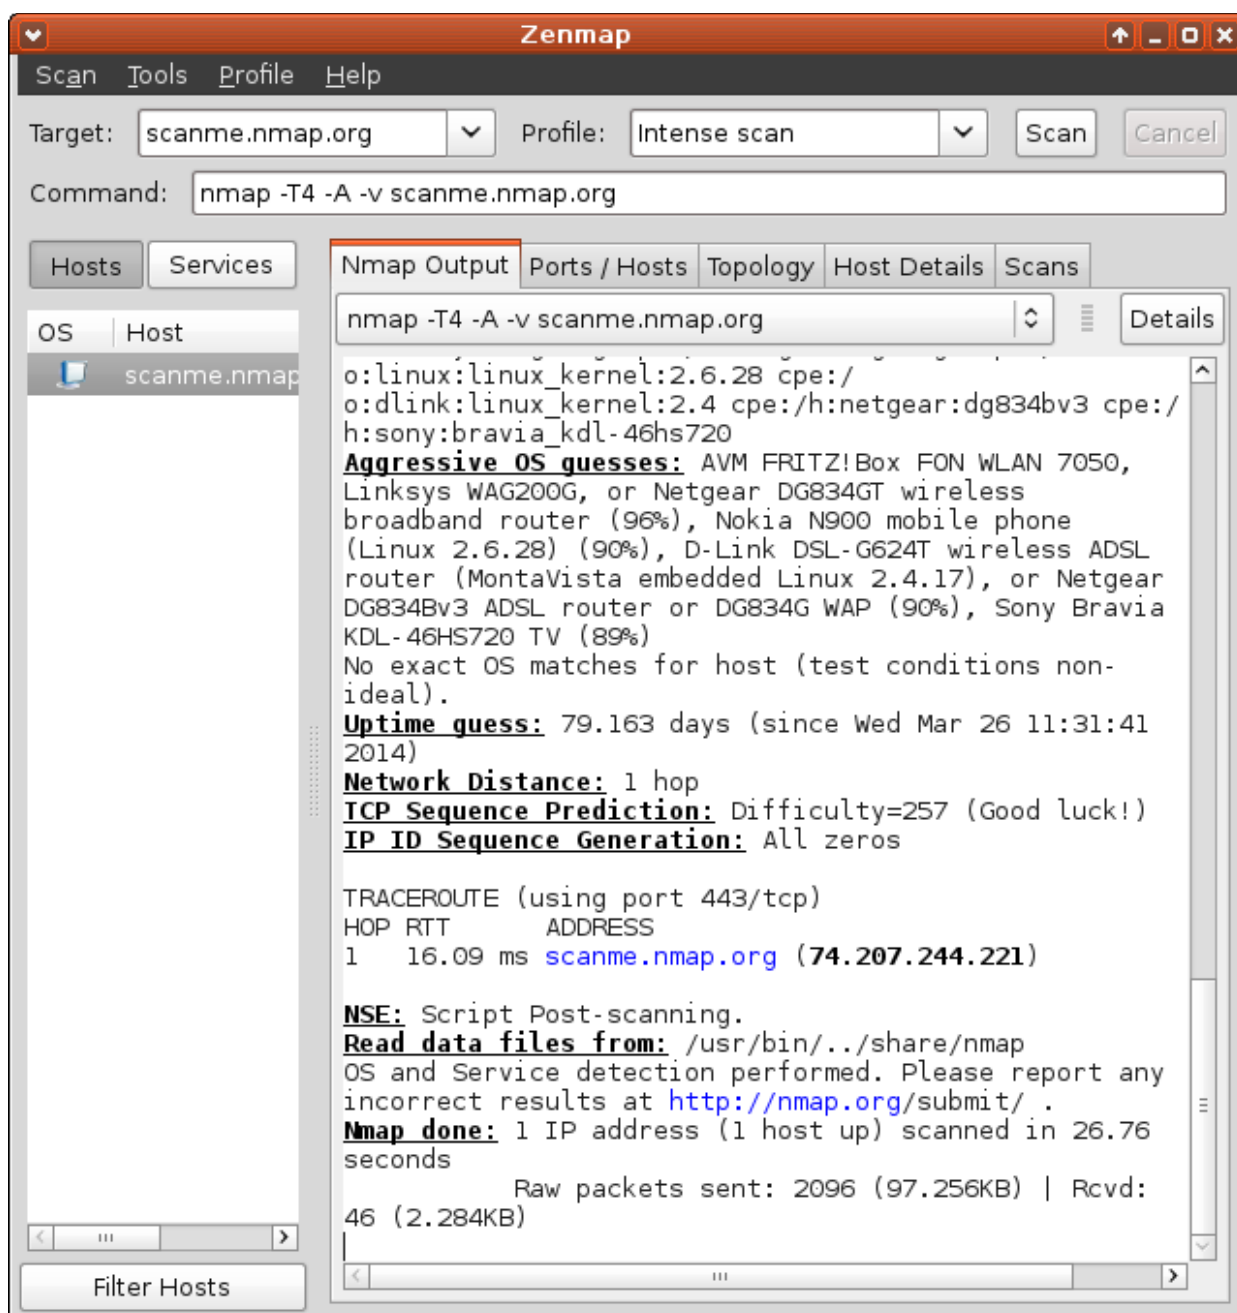 Zenmap
Scan Tools Profile Help
Target: scanme.nmap.org Profile: Intense scan Scan Cancel
Command: nmap -T4 -A -v scanme.nmap.org
Hosts Services
Nmap Output Ports / Hosts Topology Host Details Scans
nmap -T4 -A -v scanme.nmap.org Details
OS Host
scanme.nmap
o:linux:linux_kernel:2.6.28 cpe:/
o:dlink:linux_kernel:2.4 cpe:/h:netgear:dg834bv3 cpe:/
h:sony:bravia_kdl-46hs720
Aggressive OS guesses: AVM FRITZ!Box FON WLAN 7050,
Linksys WAG200G, or Netgear DG834GT wireless
broadband router (96%), Nokia N900 mobile phone
(Linux 2.6.28) (90%), D-Link DSL-G624T wireless ADSL
router (MontaVista embedded Linux 2.4.17), or Netgear
DG834Bv3 ADSL router or DG834G WAP (90%), Sony Bravia
KDL-46HS720 TV (89%)
No exact OS matches for host (test conditions non-
ideal).
Uptime guess: 79.163 days (since Wed Mar 26 11:31:41
2014)
Network Distance: 1 hop
TCP Sequence Prediction: Difficulty=257 (Good luck!)
IP ID Sequence Generation: All zeros
TRACEROUTE (using port 443/tcp)
HOP RTT ADDRESS
1 16.09 ms scanme.nmap.org (74.207.244.221)
NSE: Script Post-scanning.
Read data files from: /usr/bin/../share/nmap
OS and Service detection performed. Please report any
incorrect results at http://nmap.org/submit/ .
Nmap done: 1 IP address (1 host up) scanned in 26.76
seconds
Raw packets sent: 2096 (97.256KB) | Rcvd:
46 (2.284KB)
Filter Hosts